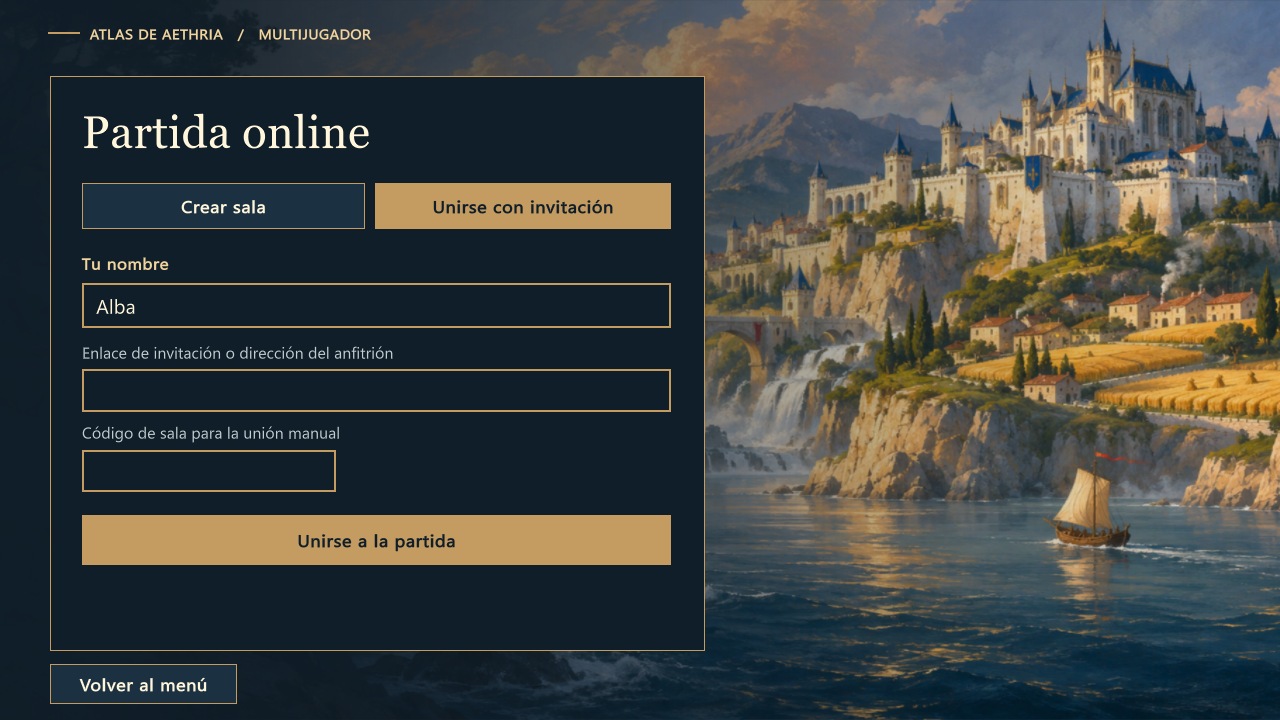 ATLAS DE AETHRIA / MULTIJUGADOR
Partida online
Crear sala
Unirse con invitación
Tu nombre
Alba
Enlace de invitación o dirección del anfitrión
Código de sala para la unión manual
Unirse a la partida
Volver al menú